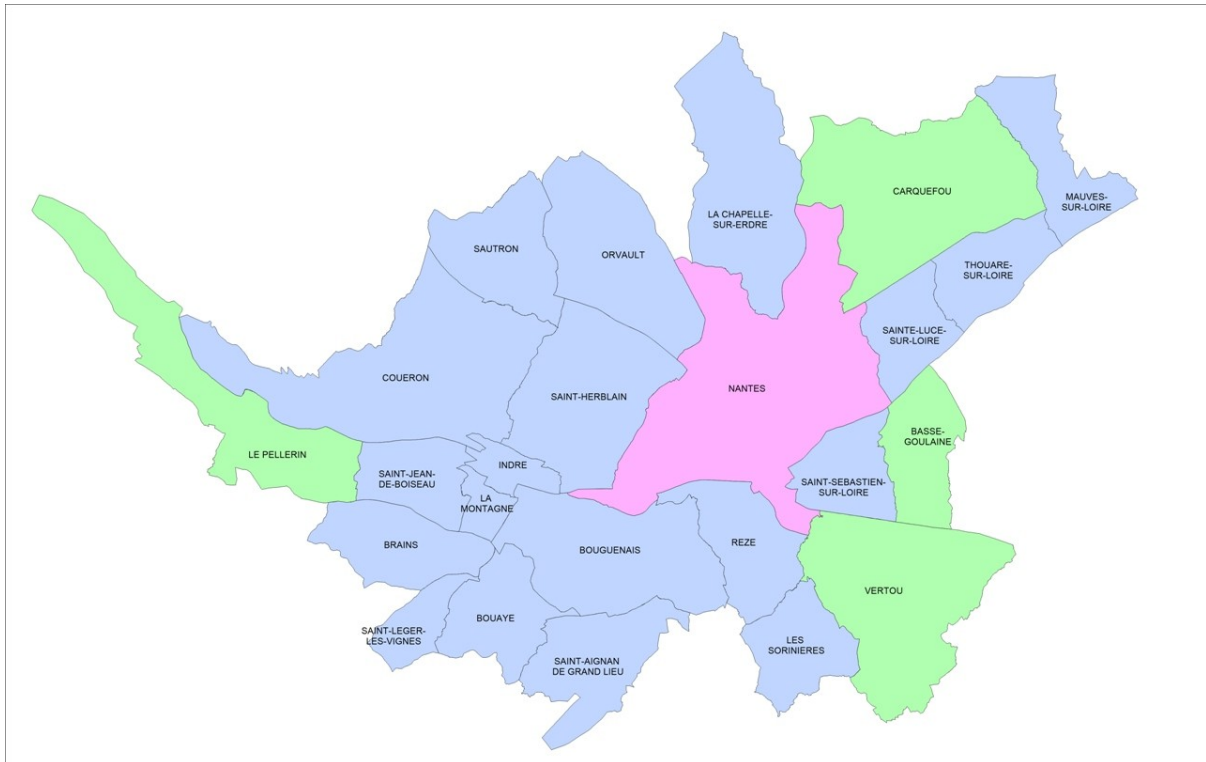 CARQUEFOU
MAUVES-
SUR-LOIRE
LA CHAPELLE-
SUR-ERDRE
SAUTRON
ORVAULT
THOUARE-
SUR-LOIRE
SAINTE-LUCE-
SUR-LOIRE
COUERON
NANTES
SAINT-HERBLAIN
BASSE-
GOULAINE
LE PELLERIN
INDRE
SAINT-JEAN-
DE-BOISEAU
SAINT-SEBASTIEN-
SUR-LOIRE
LA
MONTAGNE
BRAINS
BOUGUENAIS
REZE
VERTOU
BOUAYE
SAINT-LEGER-
LES-VIGNES
LES
SORINIERES
SAINT-AIGNAN
DE GRAND LIEU